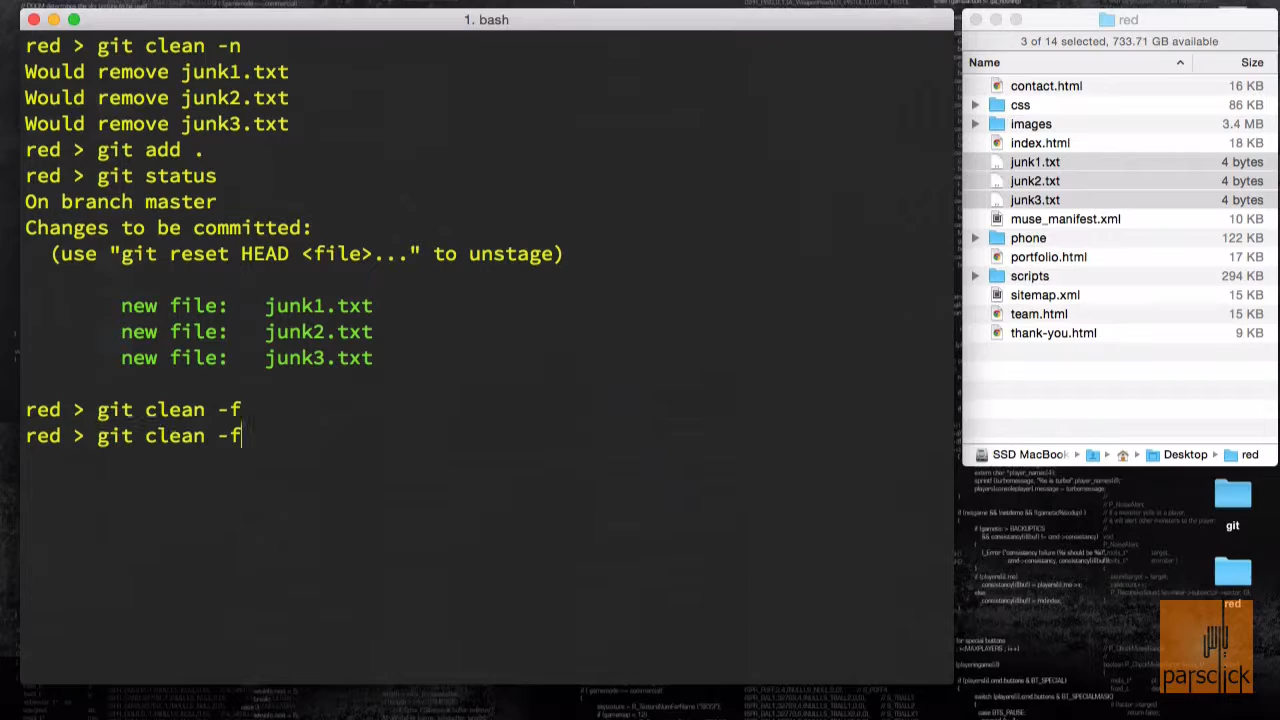 1. bash
red > git clean -n
Would remove junk1.txt
Would remove junk2.txt
Would remove junk3.txt
red > git add .
red > git status
On branch master
Changes to be committed:
(use "git reset HEAD <file>..." to unstage)
new file: junk1.txt
new file: junk2.txt
new file: junk3.txt
red > git clean -f
red > git clean -f
red
3 of 14 selected, 733.71 GB available
Name Size
contact.html 16 KB
css 86 KB
images 3.4 MB
index.html 18 KB
junk1.txt 4 bytes
junk2.txt 4 bytes
junk3.txt 4 bytes
muse_manifest.xml 10 KB
phone 122 KB
portfolio.html 17 KB
scripts 294 KB
sitemap.xml 15 KB
team.html 15 KB
thank-you.html 9 KB
SSD MacBook Desktop red
git
red
پارس
parsclick